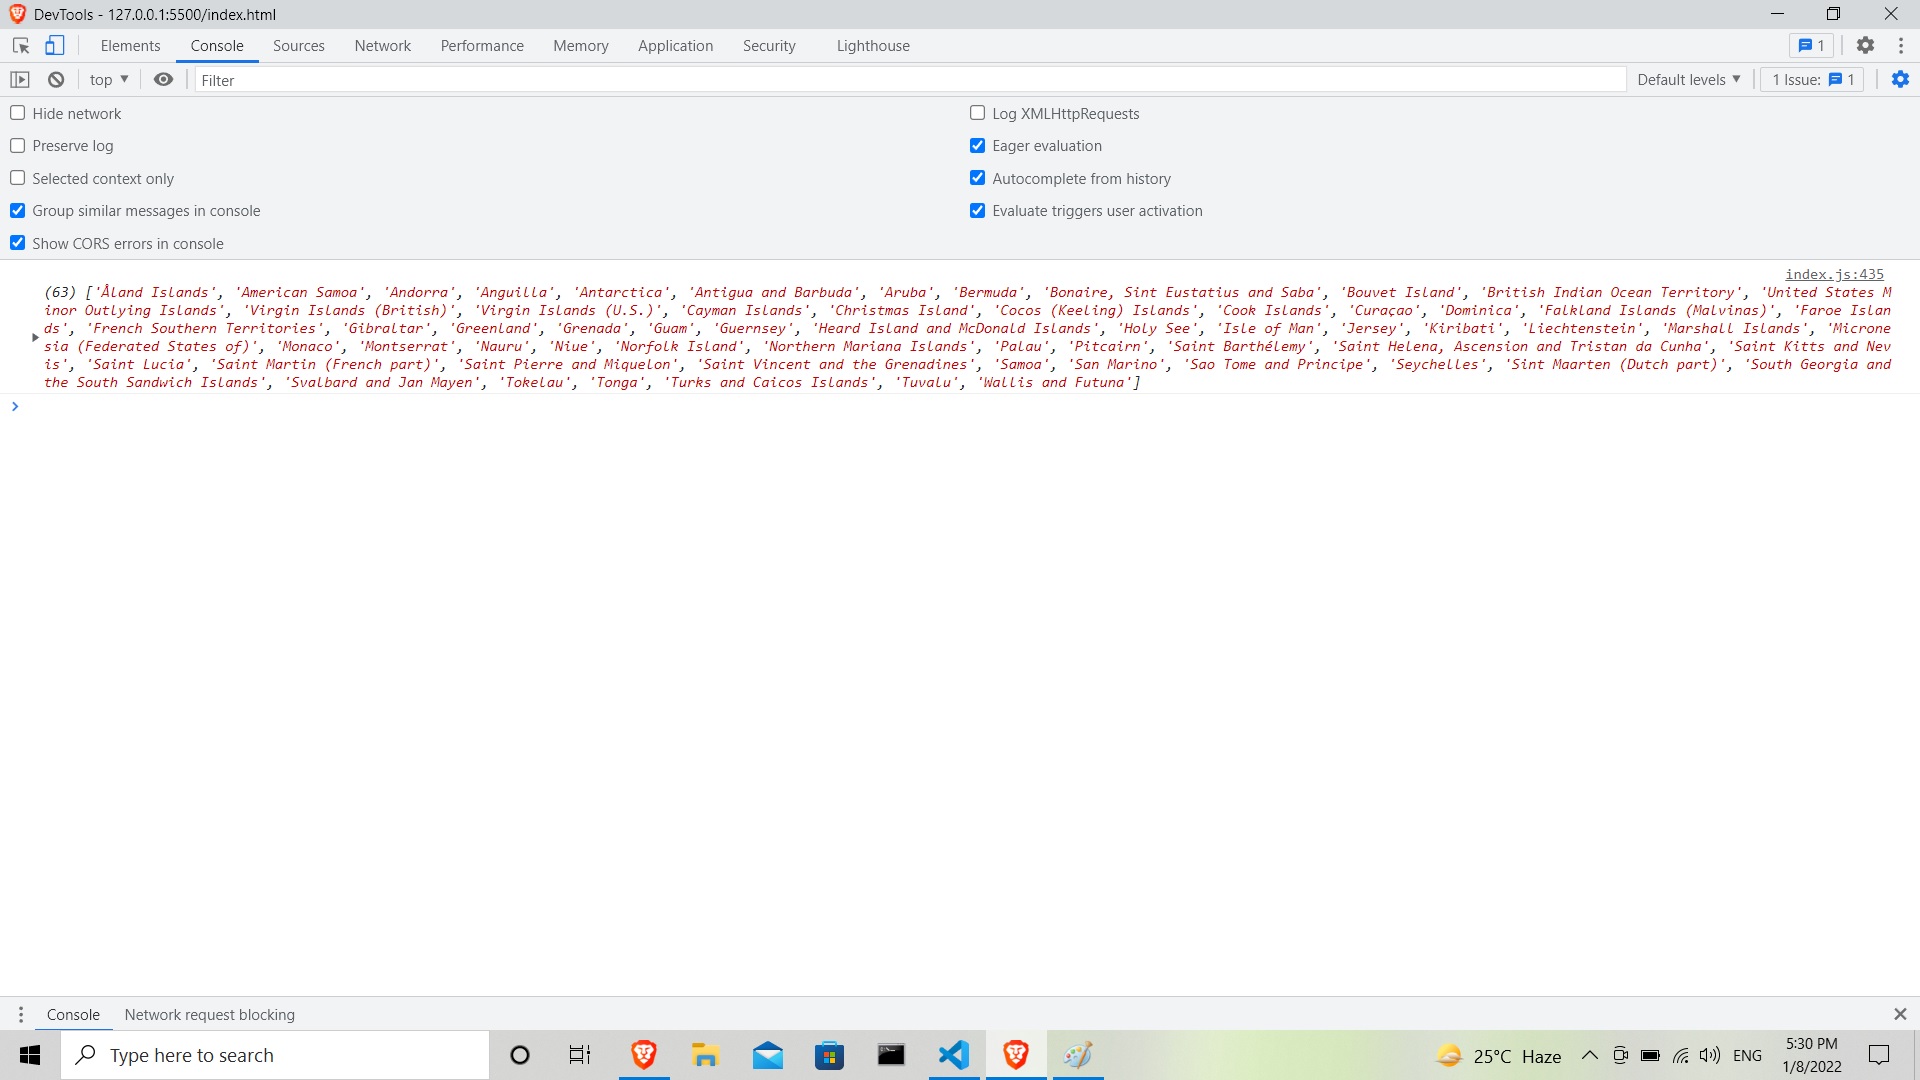 DevTools - 127.0.0.1:5500/index.html
Elements Console Sources Network Performance Memory Application Security Lighthouse 1
top Filter Default levels 1 Issue: 1
Hide network Log XMLHttpRequests
Preserve log Eager evaluation
Selected context only Autocomplete from history
Group similar messages in console Evaluate triggers user activation
Show CORS errors in console
index.js:435
(63) ['Åland Islands', 'American Samoa', 'Andorra', 'Anguilla', 'Antarctica', 'Antigua and Barbuda', 'Aruba', 'Bermuda', 'Bonaire, Sint Eustatius and Saba', 'Bouvet Island', 'British Indian Ocean Territory', 'United States M
inor Outlying Islands', 'Virgin Islands (British)', 'Virgin Islands (U.S.)', 'Cayman Islands', 'Christmas Island', 'Cocos (Keeling) Islands', 'Cook Islands', 'Curaçao', 'Dominica', 'Falkland Islands (Malvinas)', 'Faroe Islan
ds', 'French Southern Territories', 'Gibraltar', 'Greenland', 'Grenada', 'Guam', 'Guernsey', 'Heard Island and McDonald Islands', 'Holy See', 'Isle of Man', 'Jersey', 'Kiribati', 'Liechtenstein', 'Marshall Islands', 'Microne
sia (Federated States of)', 'Monaco', 'Montserrat', 'Nauru', 'Niue', 'Norfolk Island', 'Northern Mariana Islands', 'Palau', 'Pitcairn', 'Saint Barthélemy', 'Saint Helena, Ascension and Tristan da Cunha', 'Saint Kitts and Nev
is', 'Saint Lucia', 'Saint Martin (French part)', 'Saint Pierre and Miquelon', 'Saint Vincent and the Grenadines', 'Samoa', 'San Marino', 'Sao Tome and Principe', 'Seychelles', 'Sint Maarten (Dutch part)', 'South Georgia and
the South Sandwich Islands', 'Svalbard and Jan Mayen', 'Tokelau', 'Tonga', 'Turks and Caicos Islands', 'Tuvalu', 'Wallis and Futuna']
Console Network request blocking
Type here to search 25°C Haze ENG 5:30 PM
1/8/2022